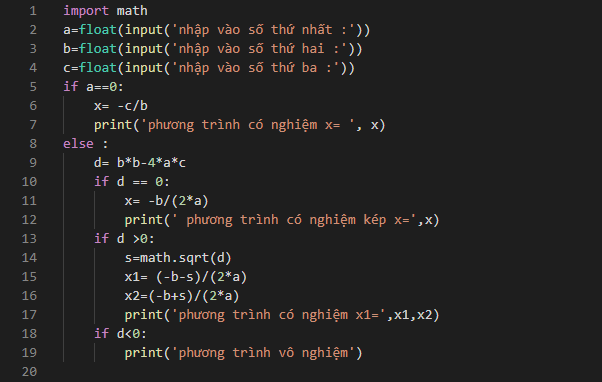 1 import math
2 a=float(input('nhập vào số thứ nhất :'))
3 b=float(input('nhập vào số thứ hai :'))
4 c=float(input('nhập vào số thứ ba :'))
5 if a==0:
6     x= -c/b
7     print('phương trình có nghiệm x= ', x)
8 else :
9     d= b*b-4*a*c
10     if d == 0:
11         x= -b/(2*a)
12         print(' phương trình có nghiệm kép x=',x)
13     if d >0:
14         s=math.sqrt(d)
15         x1= (-b-s)/(2*a)
16         x2=(-b+s)/(2*a)
17         print('phương trình có nghiệm x1=',x1,x2)
18     if d<0:
19         print('phương trình vô nghiệm')
20